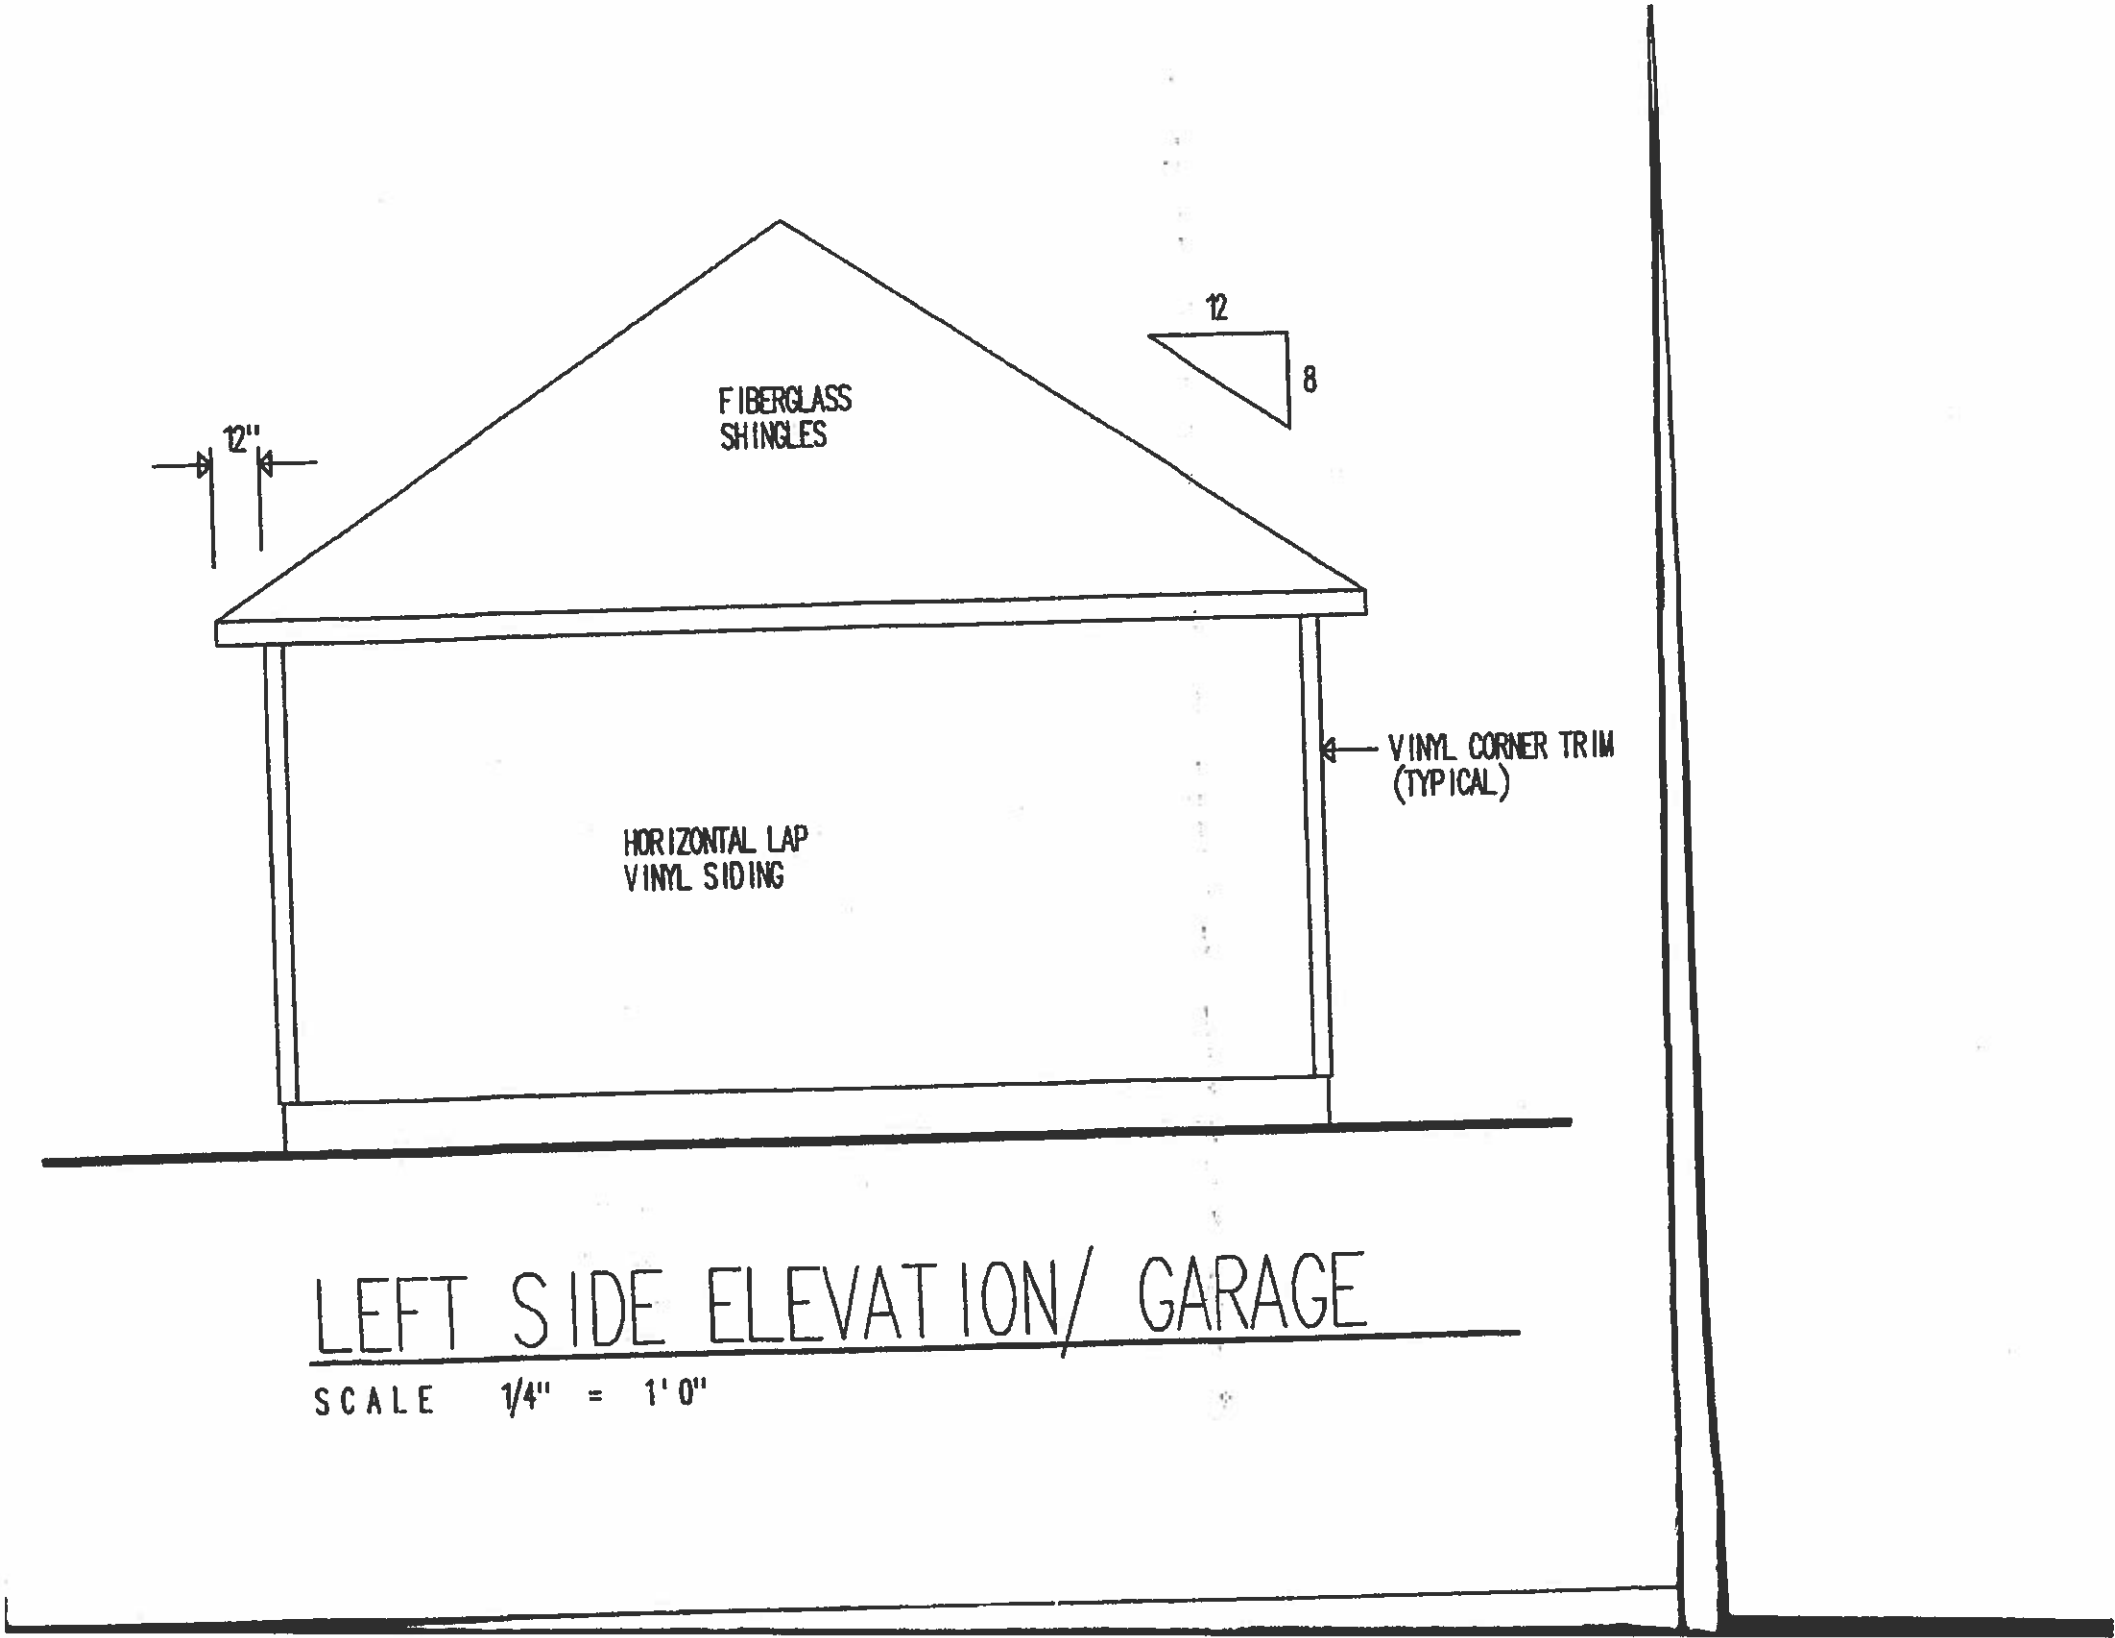 12
8
12"
FIBERGLASS
SHINGLES
VINYL CORNER TRIM
(TYPICAL)
HORIZONTAL LAP
VINYL SIDING
LEFT SIDE ELEVATION/ GARAGE
SCALE 1/4" = 1'0"